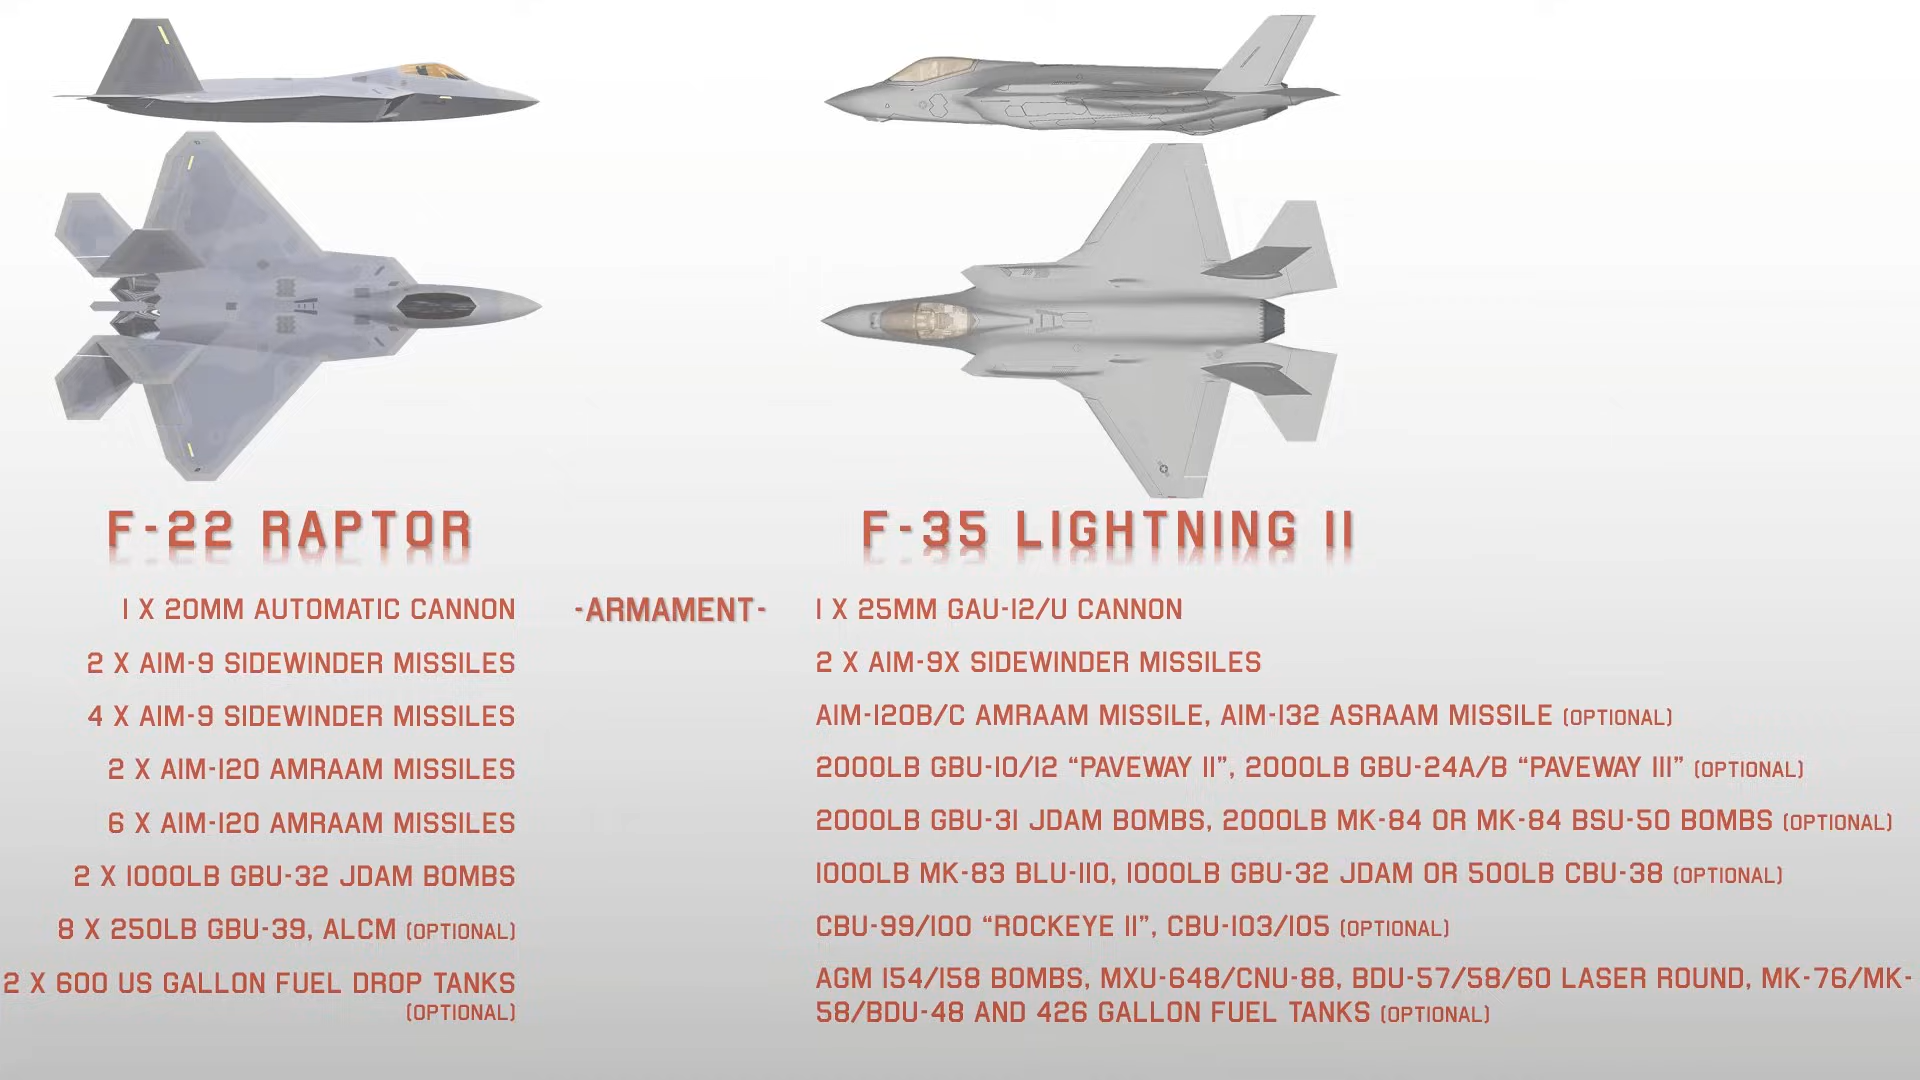 F-22 RAPTOR
F-35 LIGHTNING II
-ARMAMENT-
1 X 20MM AUTOMATIC CANNON
2 X AIM-9 SIDEWINDER MISSILES
4 X AIM-9 SIDEWINDER MISSILES
2 X AIM-120 AMRAAM MISSILES
6 X AIM-120 AMRAAM MISSILES
2 X 1000LB GBU-32 JDAM BOMBS
8 X 250LB GBU-39, ALCM (OPTIONAL)
2 X 600 US GALLON FUEL DROP TANKS
(OPTIONAL)
1 X 25MM GAU-12/U CANNON
2 X AIM-9X SIDEWINDER MISSILES
AIM-120B/C AMRAAM MISSILE, AIM-132 ASRAAM MISSILE (OPTIONAL)
2000LB GBU-10/12 “PAVEWAY II”, 2000LB GBU-24A/B “PAVEWAY III” (OPTIONAL)
2000LB GBU-31 JDAM BOMBS, 2000LB MK-84 OR MK-84 BSU-50 BOMBS (OPTIONAL)
1000LB MK-83 BLU-110, 1000LB GBU-32 JDAM OR 500LB CBU-38 (OPTIONAL)
CBU-99/100 “ROCKEYE II”, CBU-103/105 (OPTIONAL)
AGM 154/158 BOMBS, MXU-648/CNU-88, BDU-57/58/60 LASER ROUND, MK-76/MK-
58/BDU-48 AND 426 GALLON FUEL TANKS (OPTIONAL)